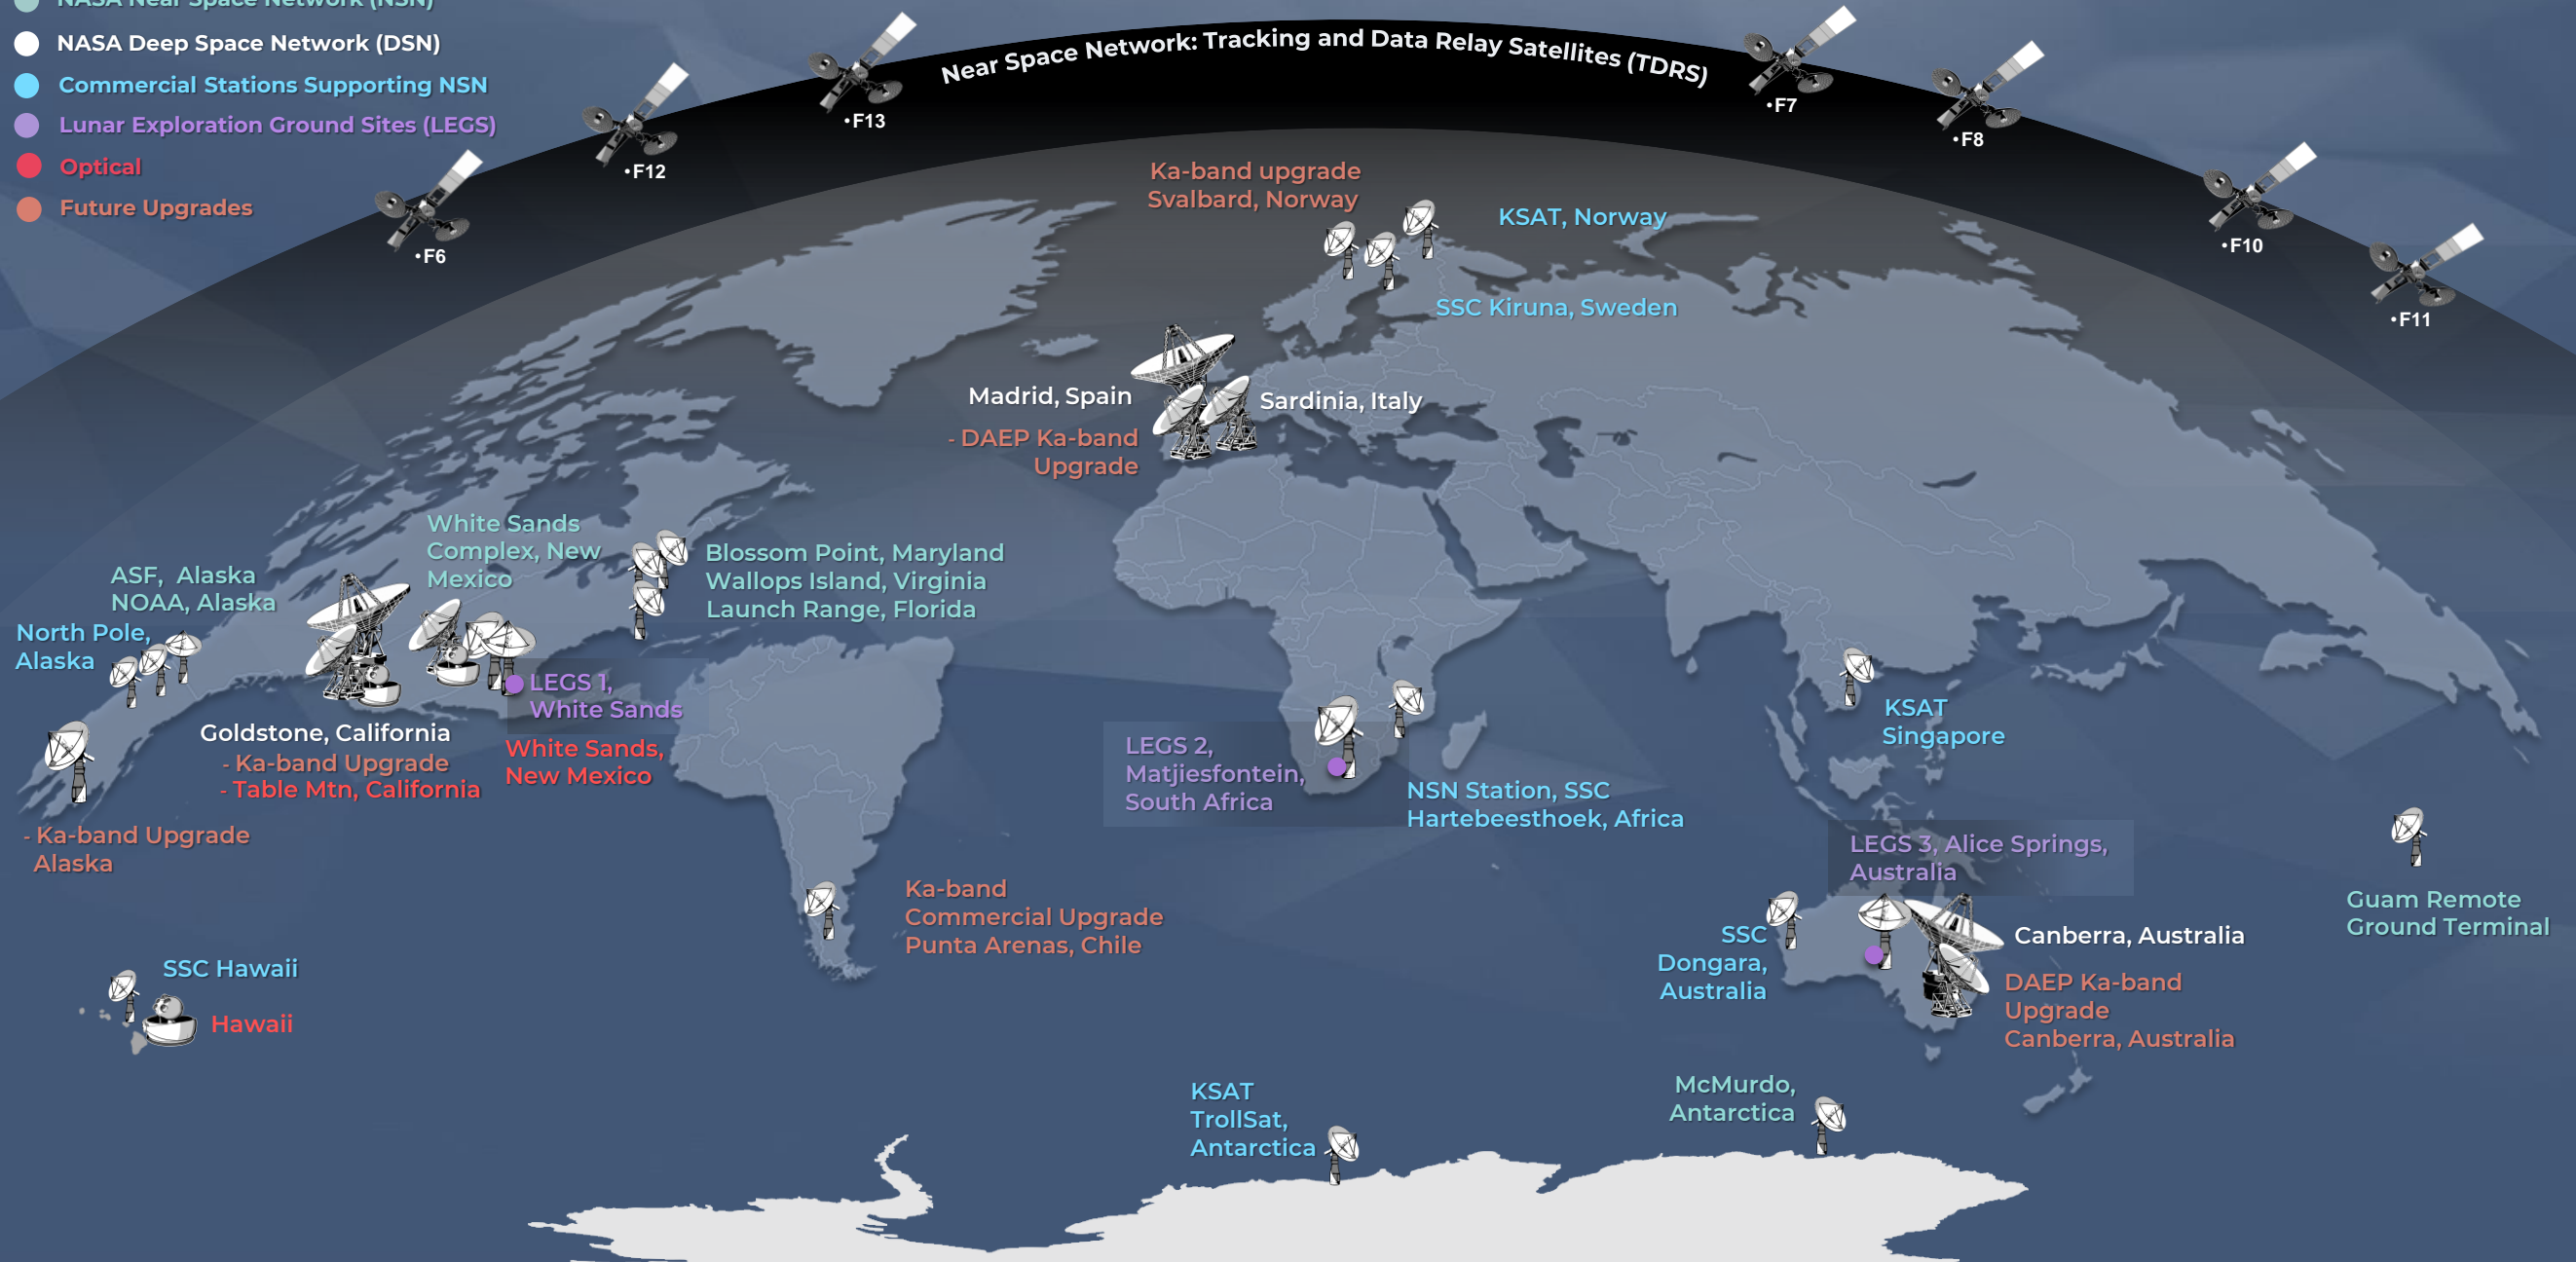 NASA Near Space Network (NSN)
NASA Deep Space Network (DSN)
Commercial Stations Supporting NSN
Lunar Exploration Ground Sites (LEGS)
Optical
Future Upgrades
Near Space Network: Tracking and Data Relay Satellites (TDRS)
•F6
•F12
•F13
•F7
•F8
•F10
•F11
Ka-band upgrade
Svalbard, Norway
KSAT, Norway
SSC Kiruna, Sweden
Madrid, Spain
- DAEP Ka-band
Upgrade
Sardinia, Italy
White Sands
Complex, New
Mexico
Blossom Point, Maryland
Wallops Island, Virginia
Launch Range, Florida
ASF, Alaska
NOAA, Alaska
North Pole,
Alaska
LEGS 1,
White Sands
Goldstone, California
- Ka-band Upgrade
- Table Mtn, California
White Sands,
New Mexico
- Ka-band Upgrade
Alaska
LEGS 2,
Matjiesfontein,
South Africa
NSN Station, SSC
Hartebeesthoek, Africa
KSAT
Singapore
LEGS 3, Alice Springs,
Australia
Guam Remote
Ground Terminal
Ka-band
Commercial Upgrade
Punta Arenas, Chile
SSC
Dongara,
Australia
Canberra, Australia
DAEP Ka-band
Upgrade
Canberra, Australia
SSC Hawaii
Hawaii
KSAT
TrollSat,
Antarctica
McMurdo,
Antarctica